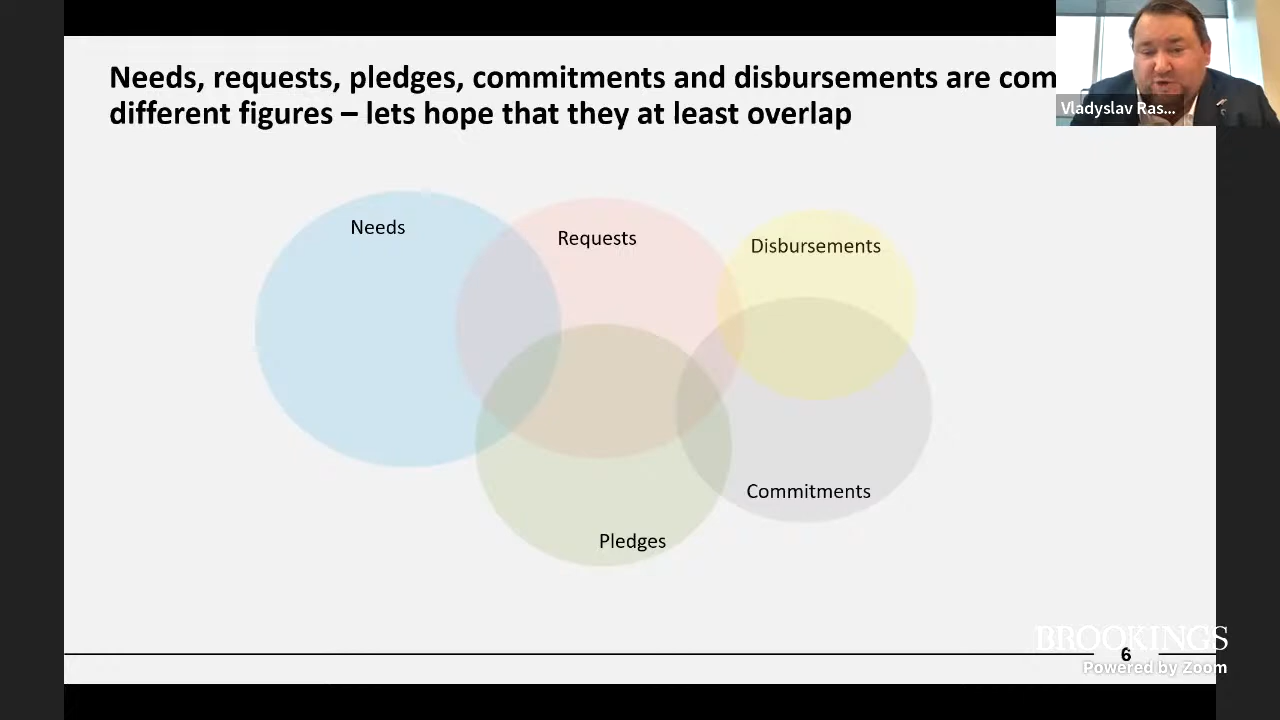 Needs, requests, pledges, commitments and disbursements are com
different figures – lets hope that they at least overlap
Vladyslav Ras...
Needs
Requests
Disbursements
Commitments
Pledges
BROOKINGS
6
Powered by Zoom